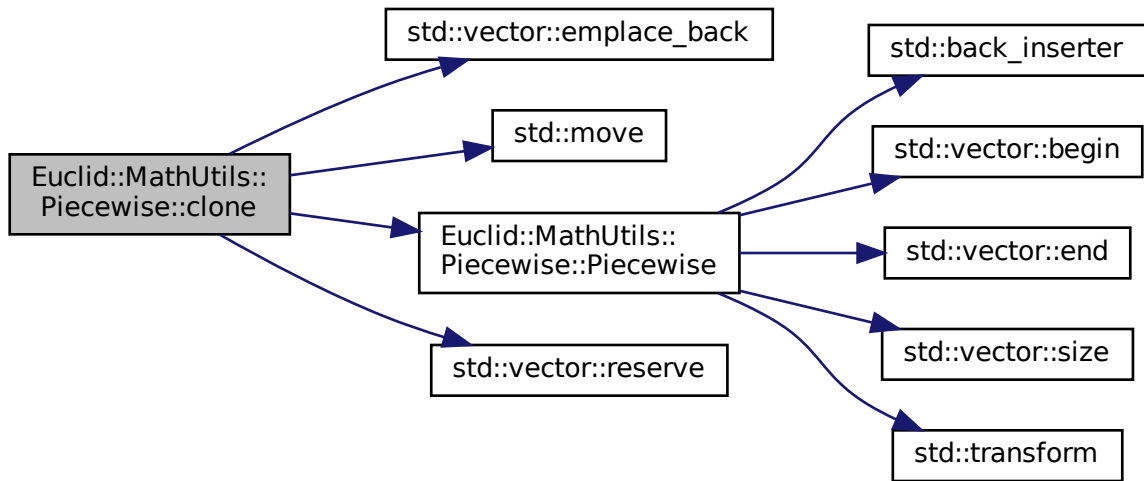 Euclid::MathUtils::
Piecewise::clone
std::vector::emplace_back
std::move
Euclid::MathUtils::
Piecewise::Piecewise
std::vector::reserve
std::back_inserter
std::vector::begin
std::vector::end
std::vector::size
std::transform